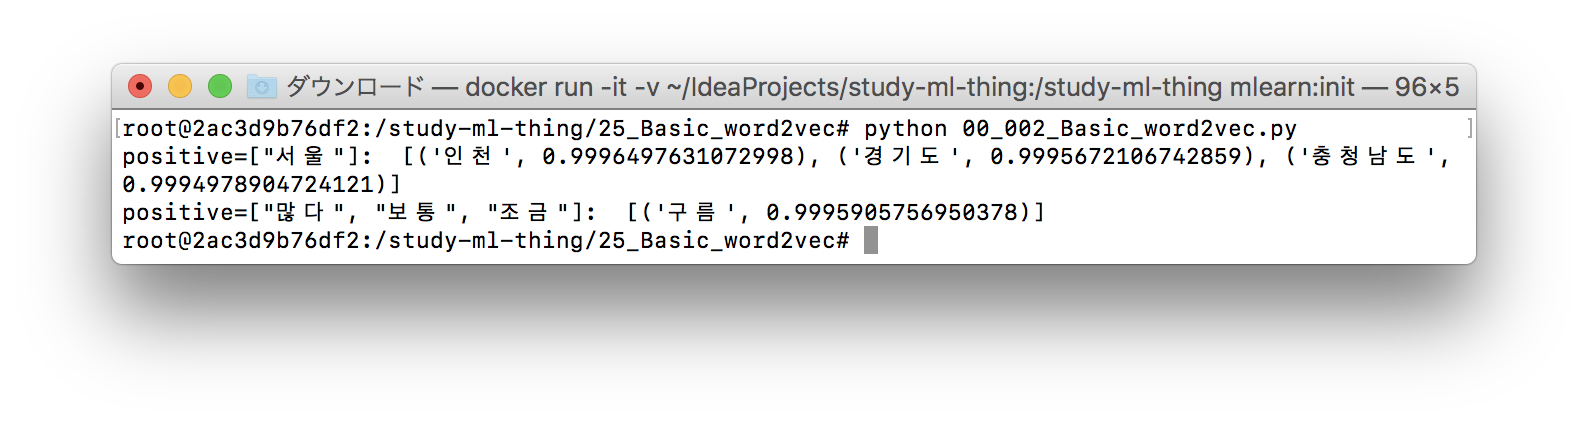 ダウンロード — docker run -it -v ~/IdeaProjects/study-ml-thing:/study-ml-thing mlearn:init — 96×5
[root@2ac3d9b76df2:/study-ml-thing/25_Basic_word2vec# python 00_002_Basic_word2vec.py ]
positive=["서울"]:  [('인천', 0.9996497631072998), ('경기도', 0.9995672106742859), ('충청남도',
0.9994978904724121)]
positive=["많다", "보통", "조금"]:  [('구름', 0.9995905756950378)]
root@2ac3d9b76df2:/study-ml-thing/25_Basic_word2vec#